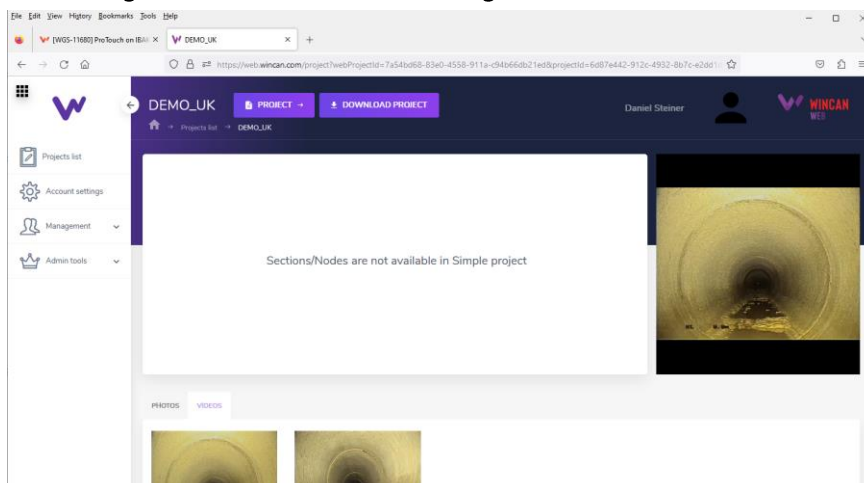 File Edit View History Bookmarks Tools Help
[WGS-11680] ProTouch on IBA
DEMO_UK
https://web.wincan.com/project?webProjectId=7a54bd68-83e0-4558-911a-c94b66db21ed&projectId=6d87e442-912c-4932-8b7c-e2dd1
DEMO_UK
PROJECT →
DOWNLOAD PROJECT
Daniel Steiner
WINCAN
WEB
→ Projects list → DEMO_UK
Projects list
Account settings
Management
Admin tools
Sections/Nodes are not available in Simple project
PHOTOS VIDEOS